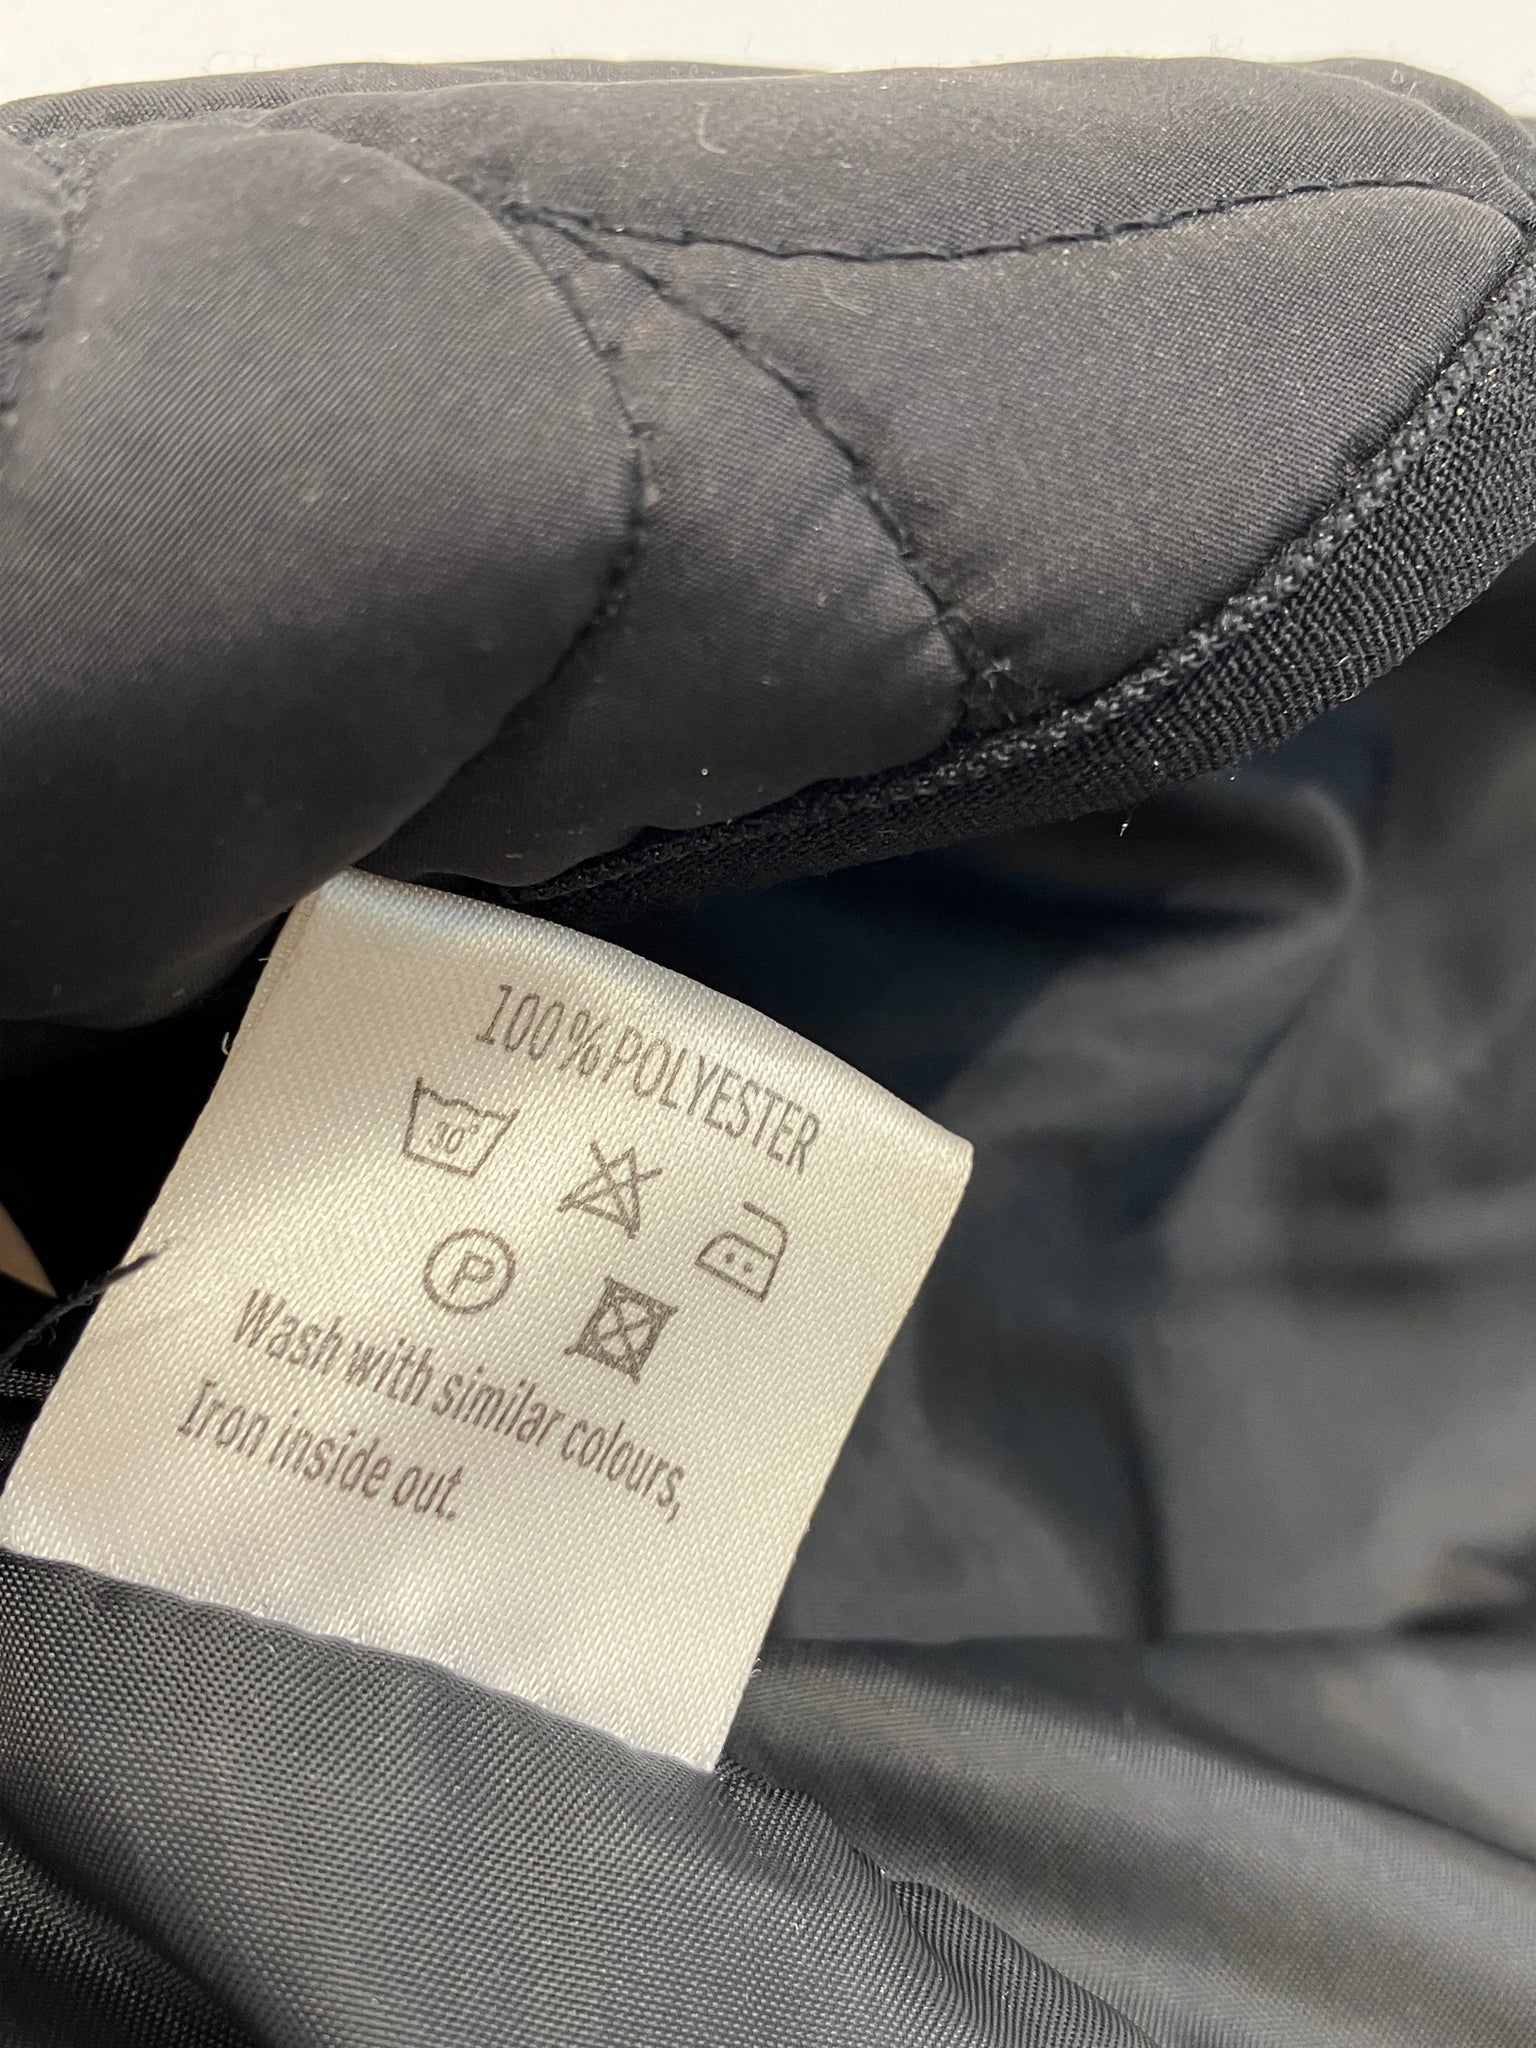 100%POLYESTER
30°
P
Wash with similar colours,
Iron inside out.